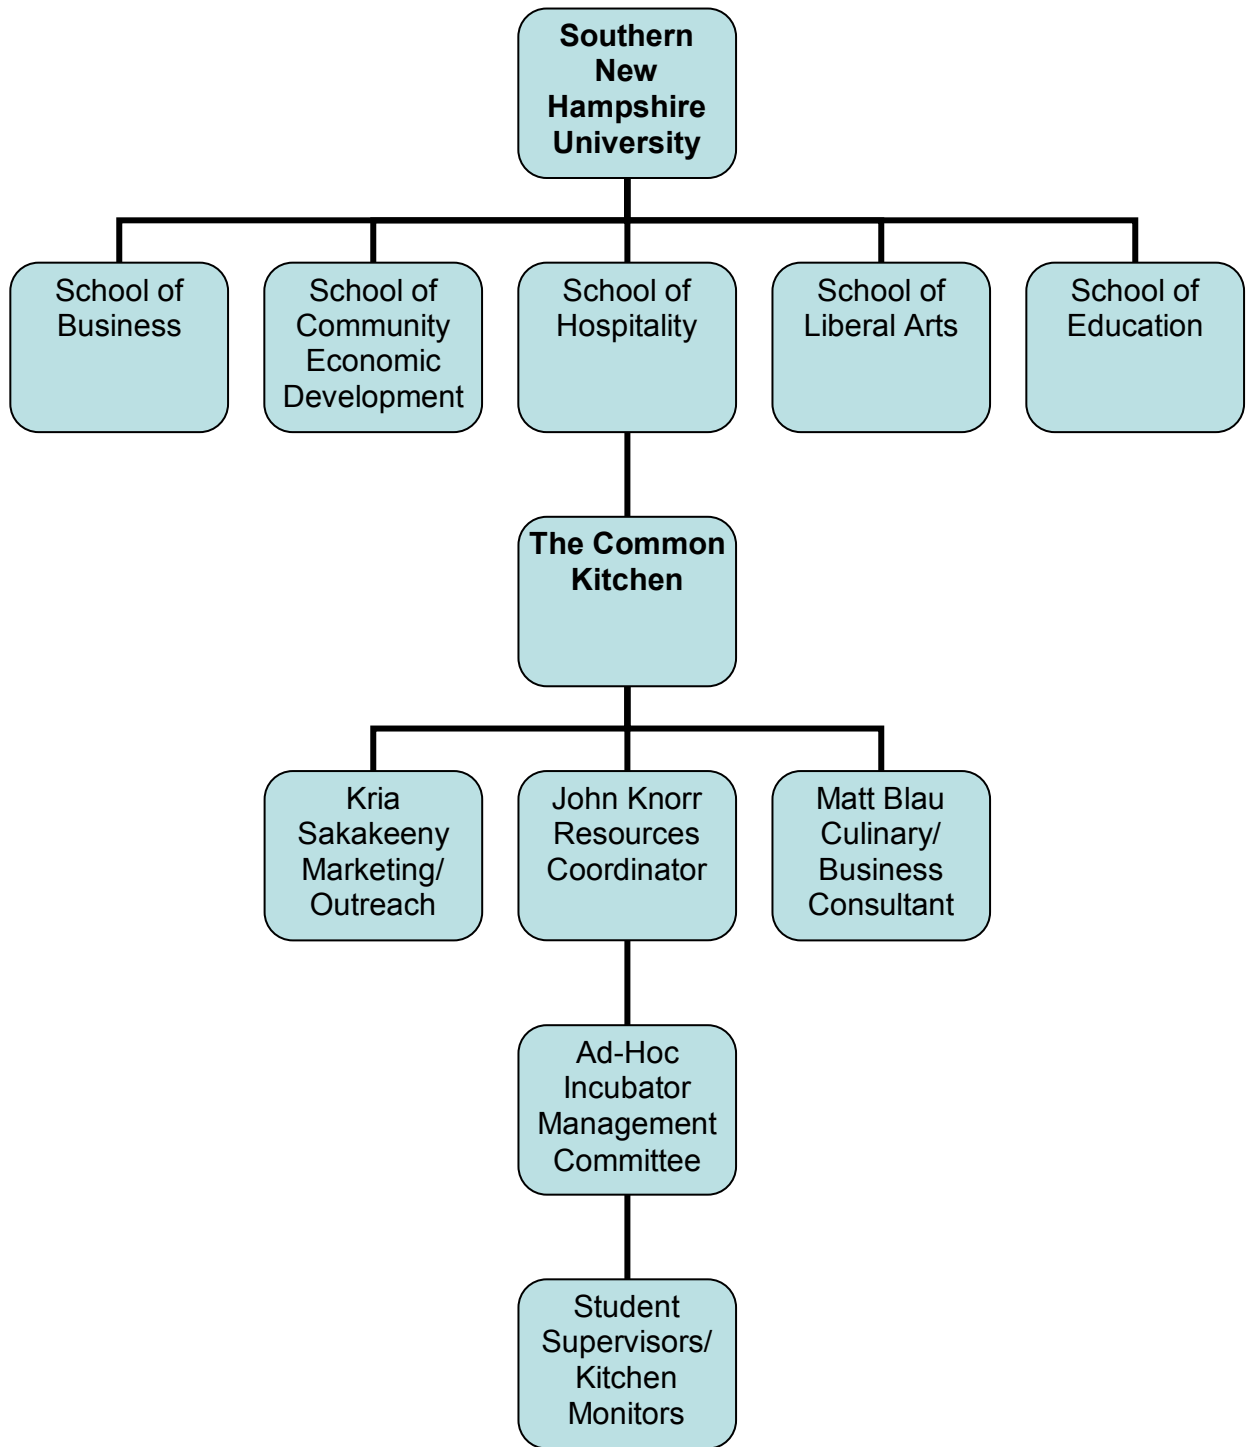 Southern
New
Hampshire
University
School of
Business
School of
Community
Economic
Development
School of
Hospitality
School of
Liberal Arts
School of
Education
The Common
Kitchen
Kria
Sakakeeny
Marketing/
Outreach
John Knorr
Resources
Coordinator
Matt Blau
Culinary/
Business
Consultant
Ad-Hoc
Incubator
Management
Committee
Student
Supervisors/
Kitchen
Monitors